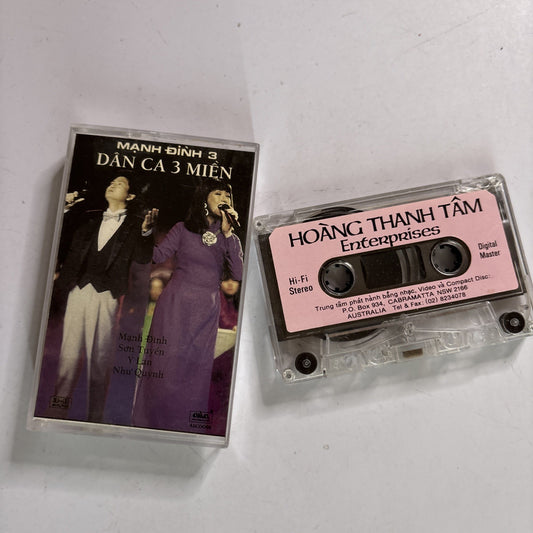 MẠNH ĐÌNH 3
DÂN CA 3 MIỀN
Mạnh Đình
Sơn Tuyền
Ý Lan
Như Quỳnh
HOÀNG THANH TÂM
Enterprises
Hi-Fi
Stereo
Digital
Master
Trung tâm phát hành băng nhạc, Video và Compact Disc:
P.O. Box 934, CABRAMATTA NSW 2166
AUSTRALIA Tel & Fax: (02) 8234078